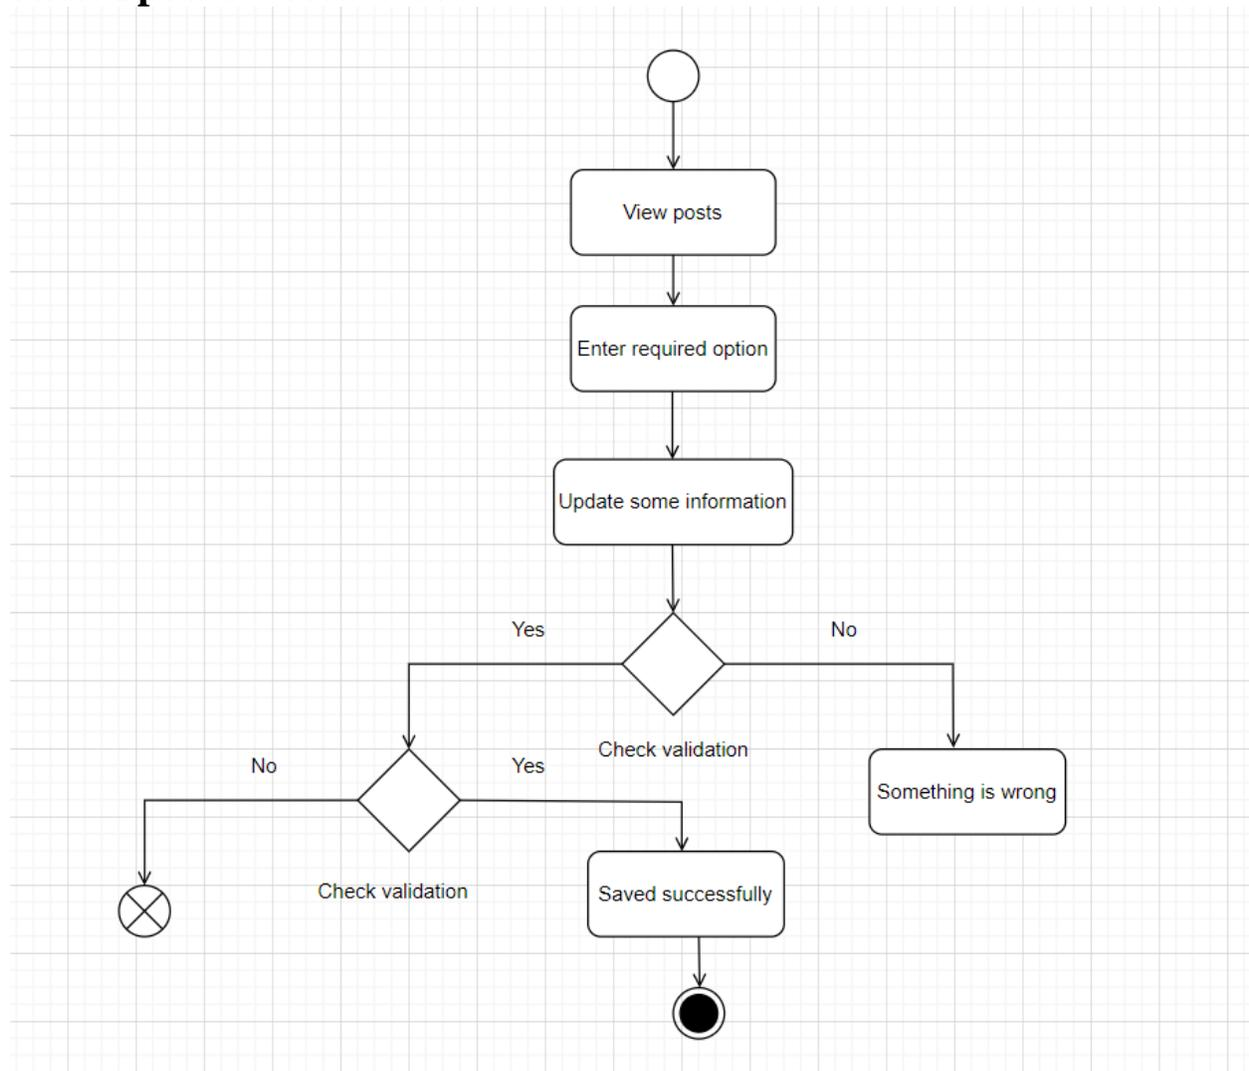 View posts
Enter required option
Update some information
Yes
No
Check validation
No
Yes
Something is wrong
Check validation
Saved successfully